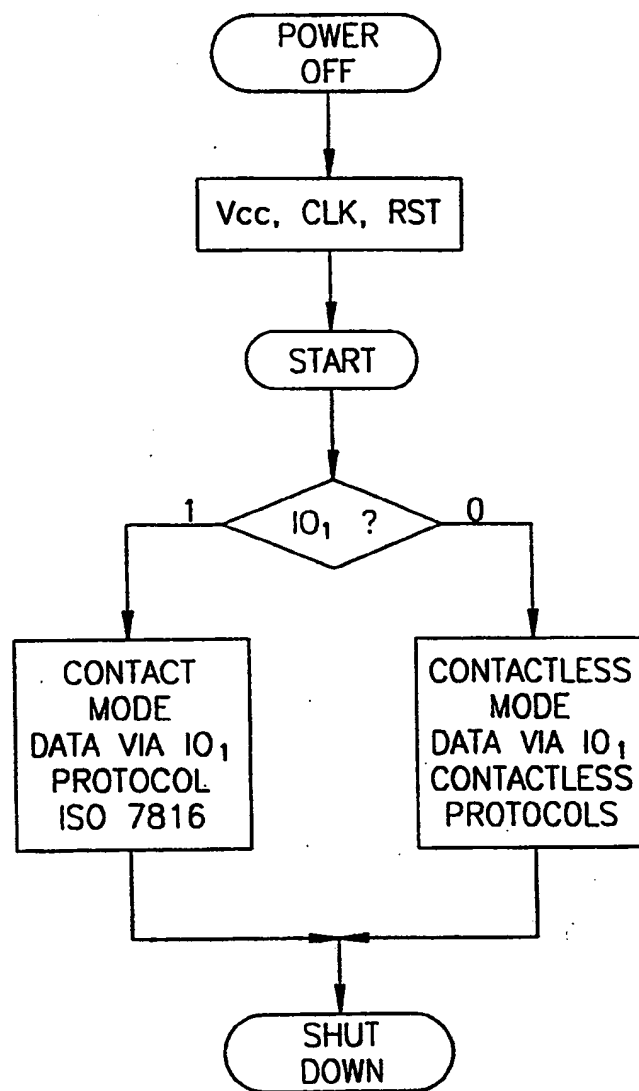 POWER
OFF
Vcc, CLK, RST
START
IO₁ ?
1
0
CONTACT
MODE
DATA VIA IO₁
PROTOCOL
ISO 7816
CONTACTLESS
MODE
DATA VIA IO₁
CONTACTLESS
PROTOCOLS
SHUT
DOWN